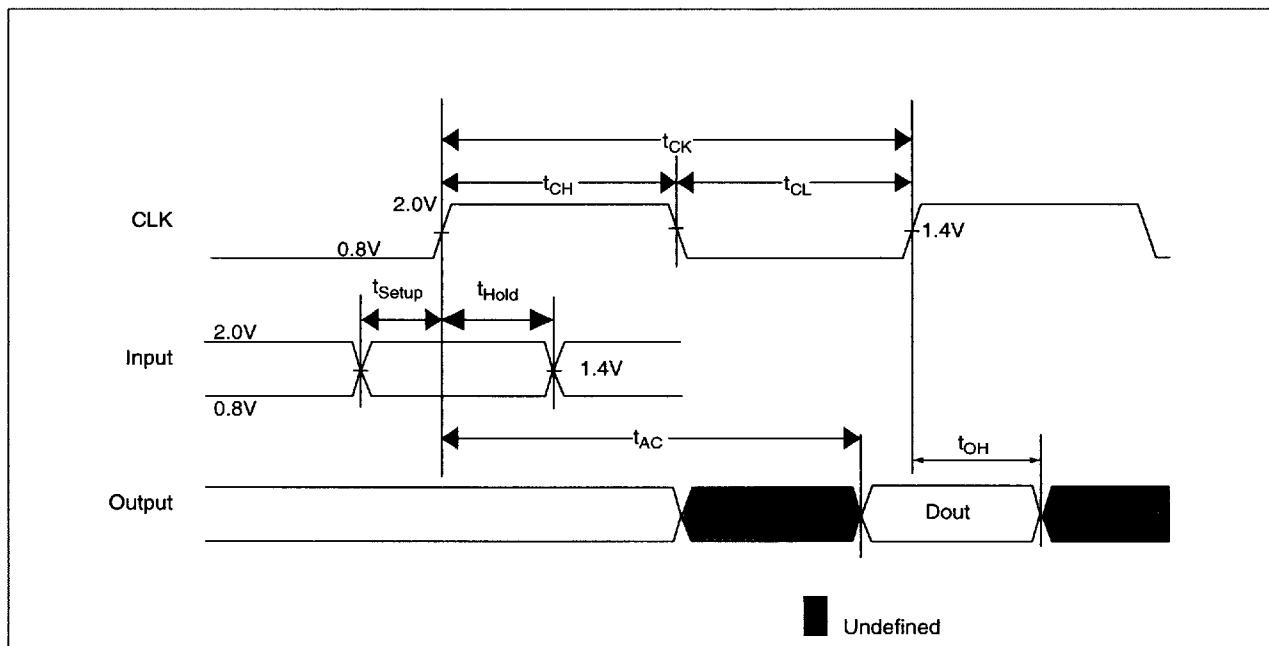 tCK
tCH
tCL
CLK
2.0V
0.8V
1.4V
tSetup
tHold
Input
2.0V
1.4V
0.8V
tAC
tOH
Output
Dout
Undefined